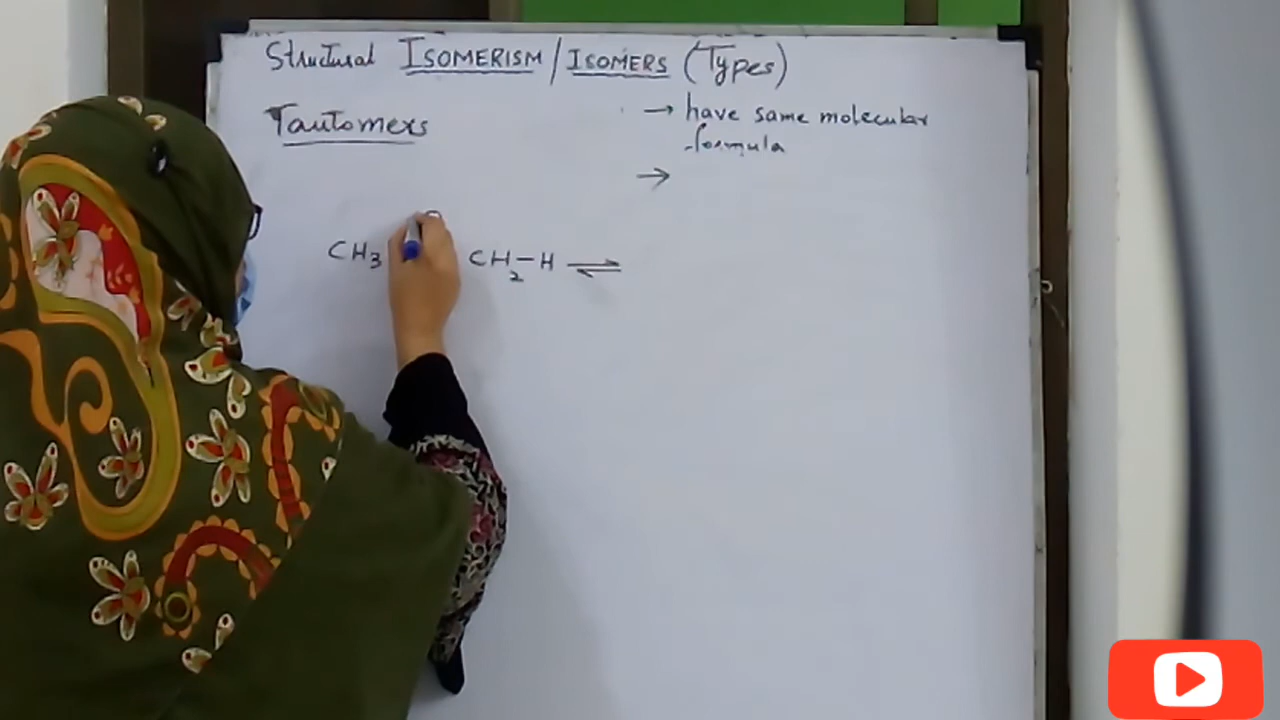 Structural ISOMERISM / ISOMERS (Types)
Tautomers
→ have same molecular
formula
→
CH3 CH2-H ⇌